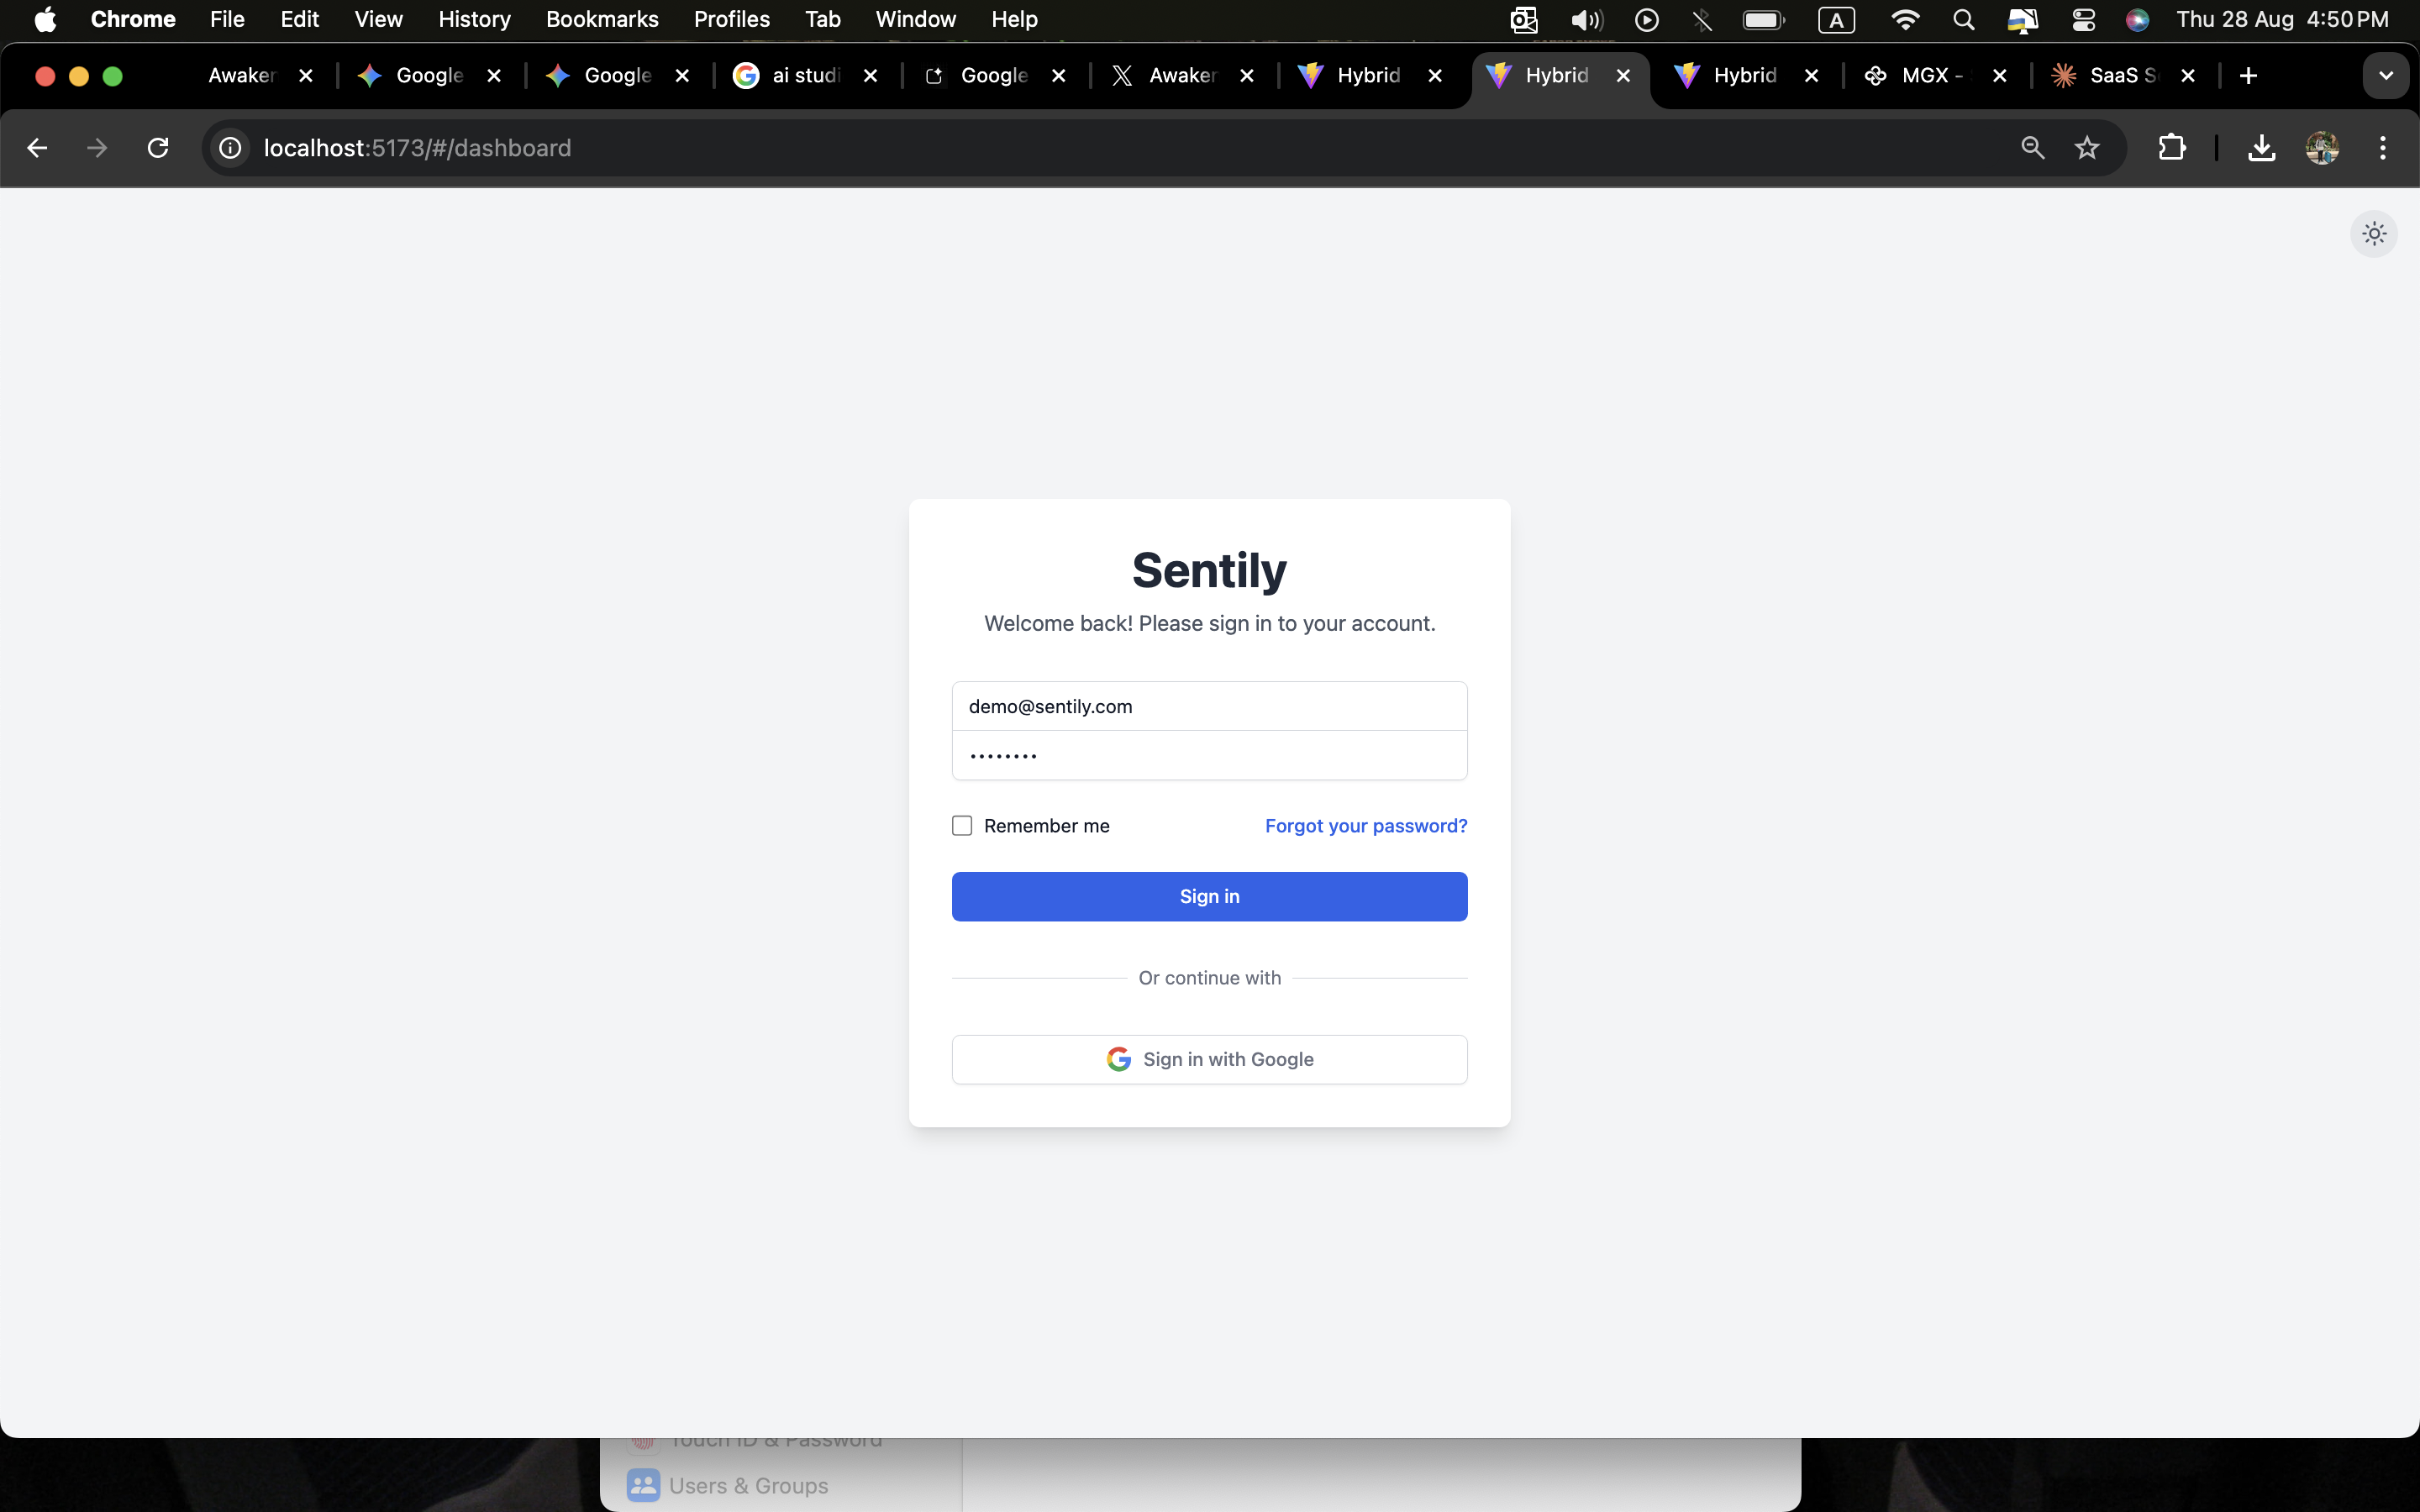 Chrome File Edit View History Bookmarks Profiles Tab Window Help A Thu 28 Aug 4:50 PM
Awaker Google Google ai studi Google Awaker Hybrid Hybrid Hybrid MGX - SaaS S
localhost:5173/#/dashboard
Sentily
Welcome back! Please sign in to your account.
demo@sentily.com
••••••••
Remember me Forgot your password?
Sign in
Or continue with
Sign in with Google
Touch ID & Password
Users & Groups